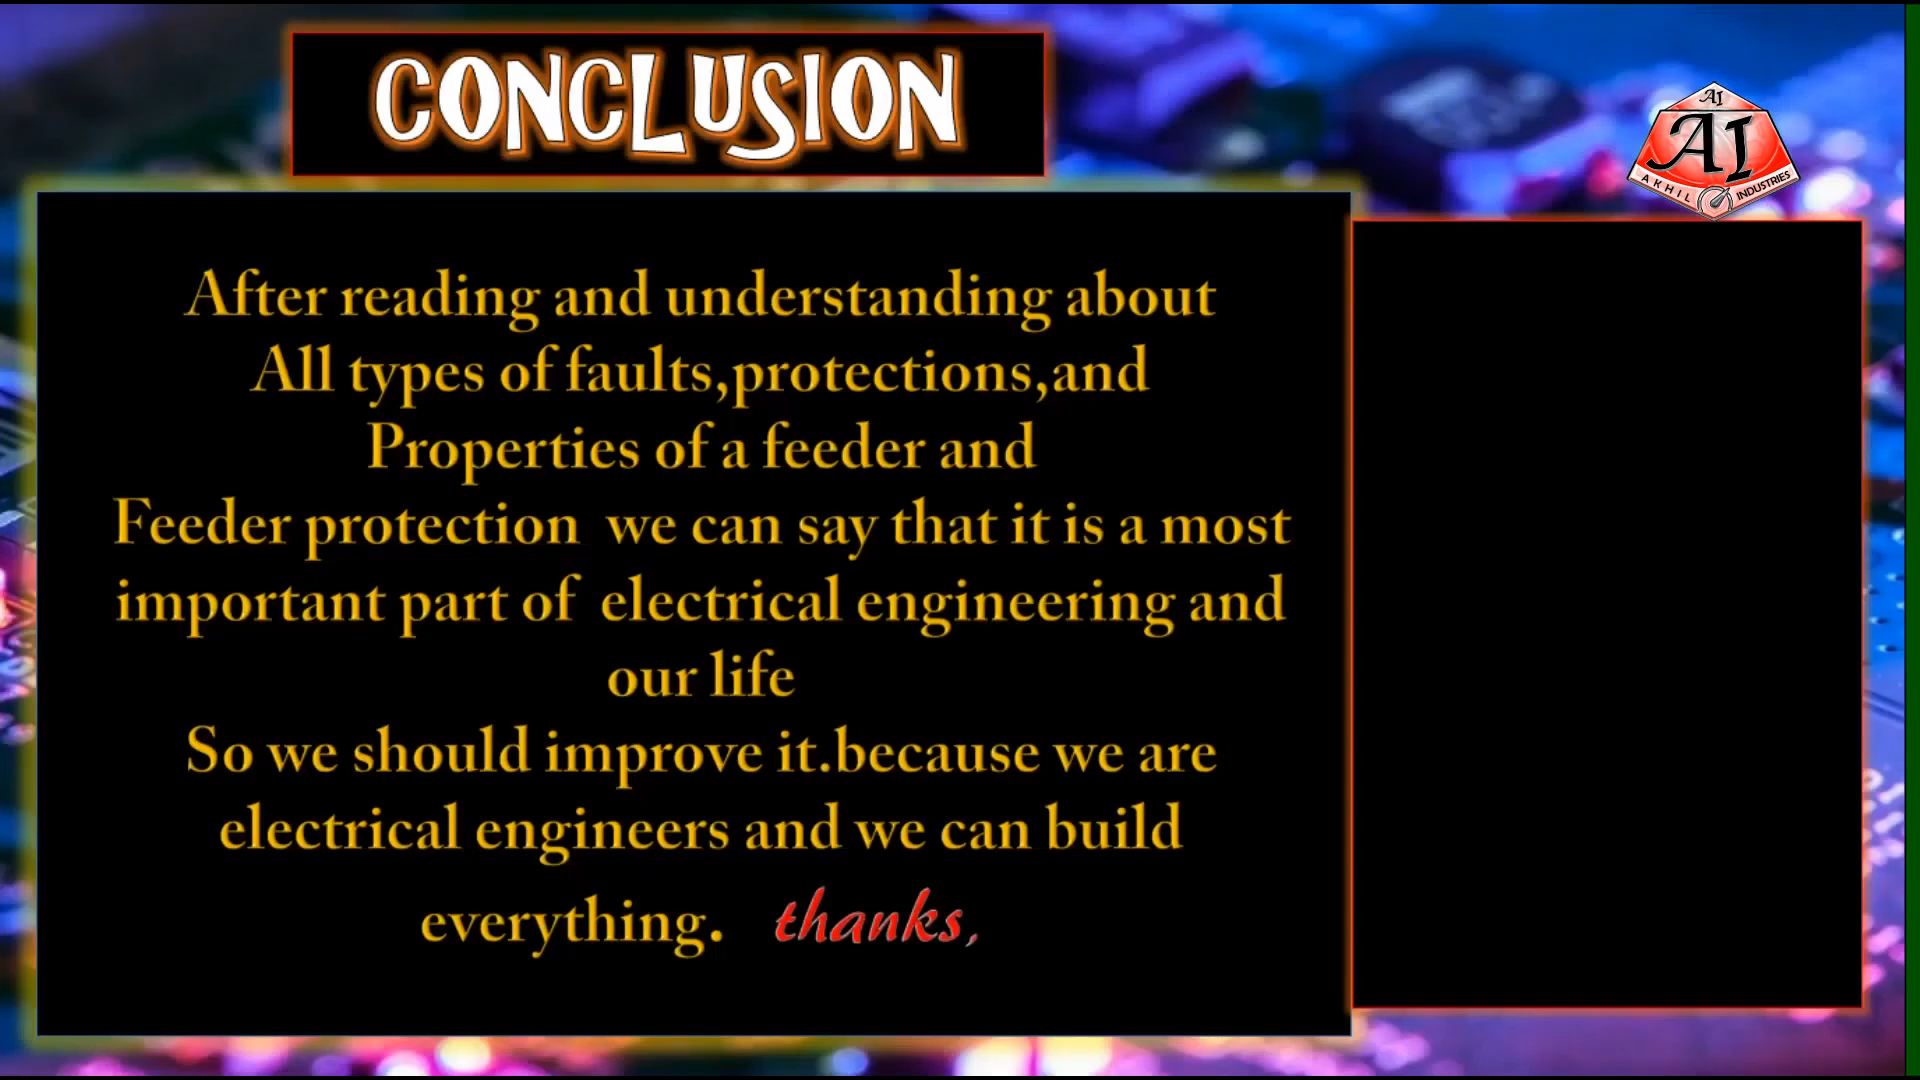 CONCLUSION
AI
AI
AKHIL INDUSTRIES
After reading and understanding about
All types of faults,protections,and
Properties of a feeder and
Feeder protection  we can say that it is a most
important part of  electrical engineering and
our life
So we should improve it.because we are
electrical engineers and we can build
everything.   thanks,